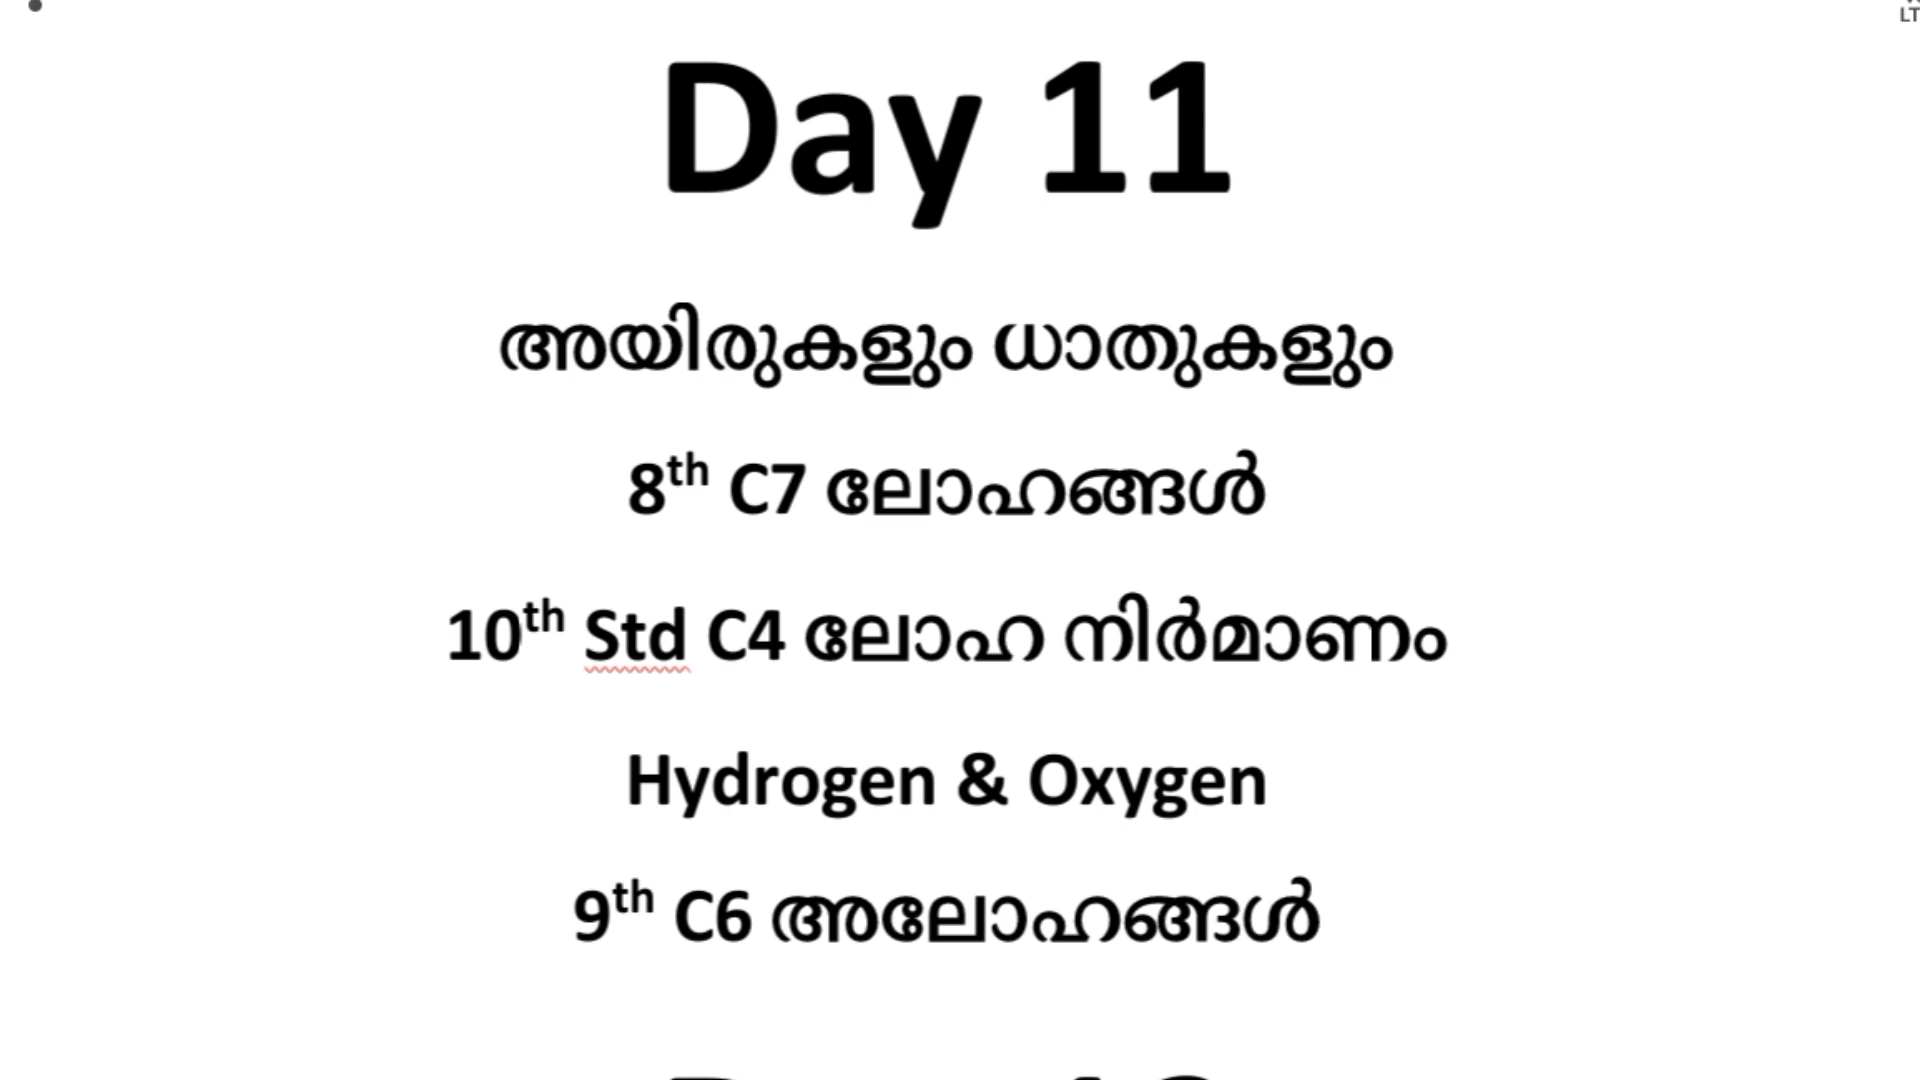 LT
Day 11
അയിരുകളും ധാതുകളും
8th C7 ലോഹങ്ങൾ
10th Std C4 ലോഹ നിർമാണം
Hydrogen & Oxygen
9th C6 അലോഹങ്ങൾ